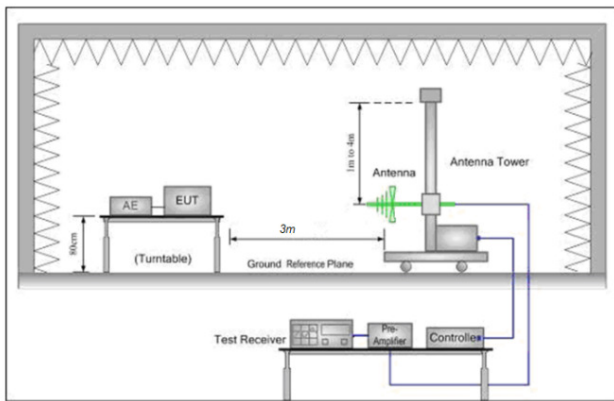 1m to 4m
Antenna
Antenna Tower
AE
EUT
3m
80cm
(Turntable)
Ground Reference Plane
Test Receiver
Pre-
Amplifier
Controller